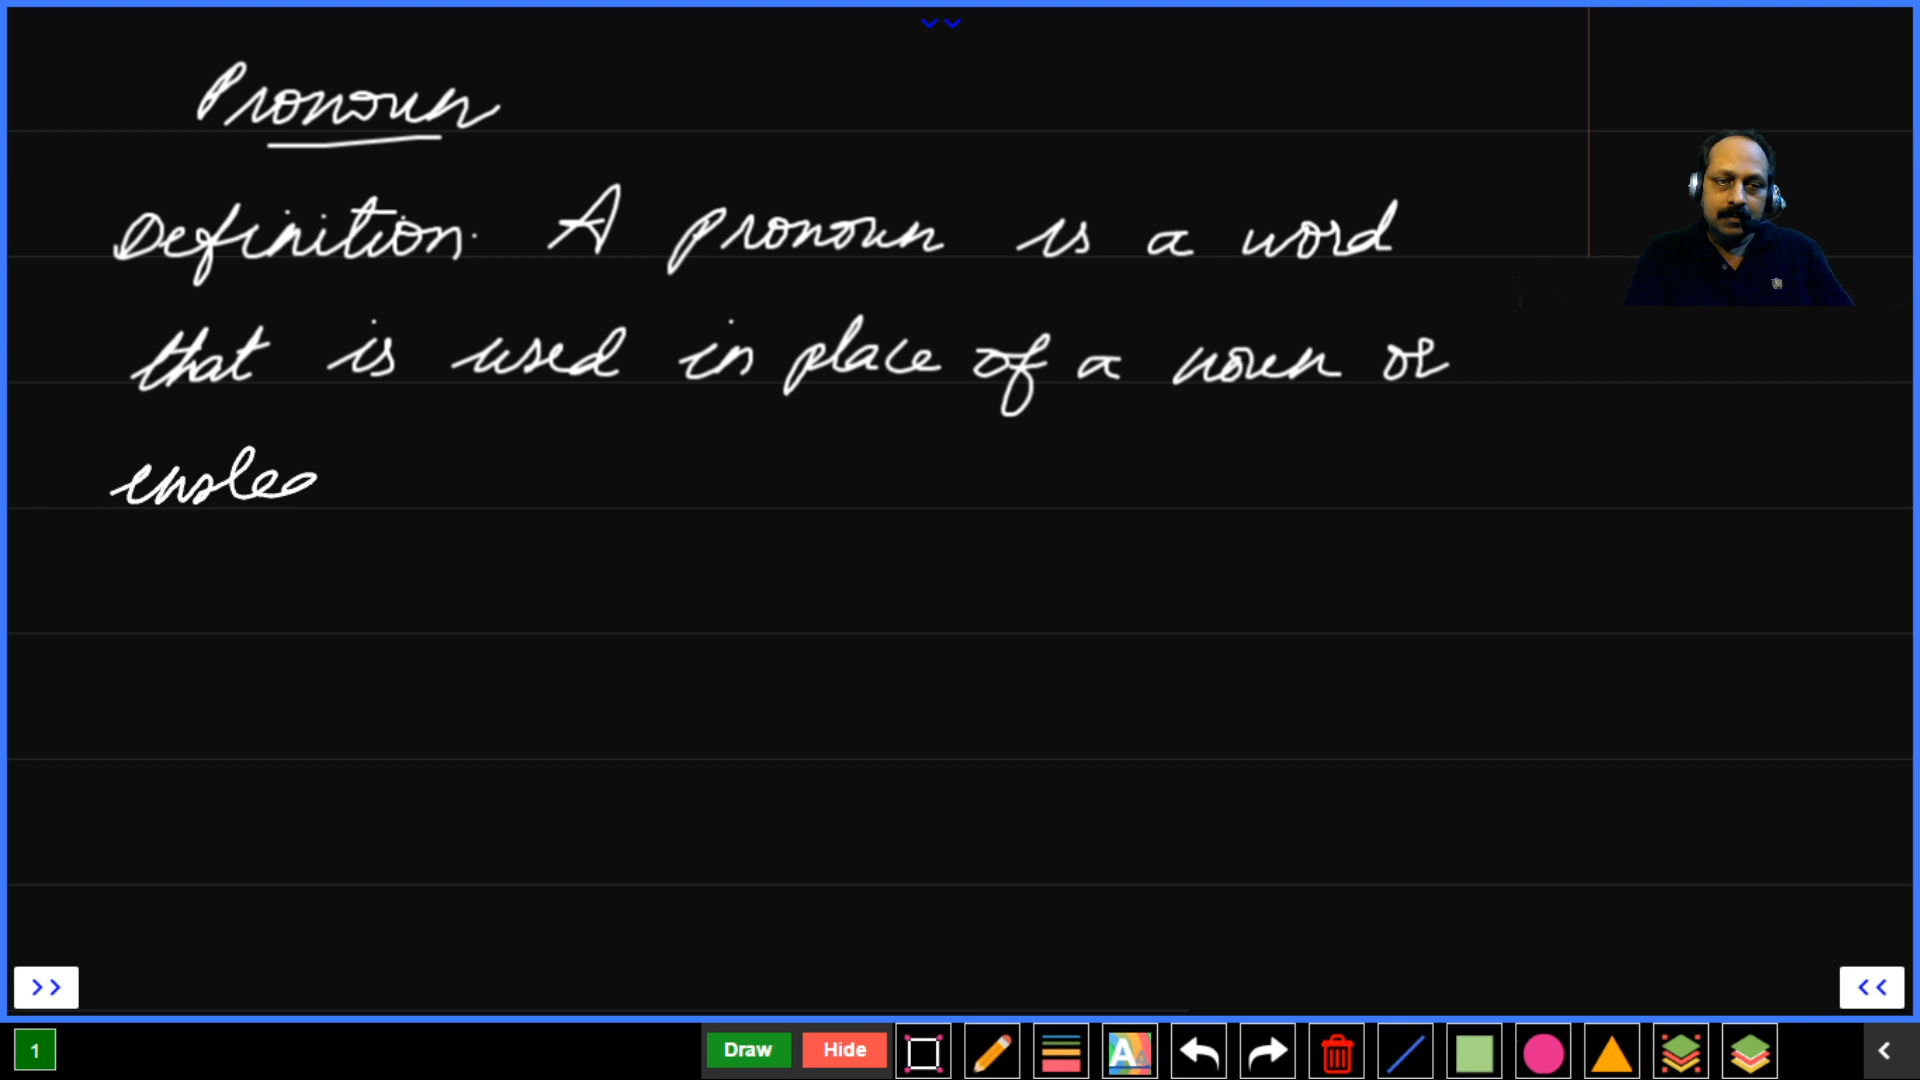 Pronoun
Definition. A pronoun is a word
that is used in place of a noun or
>>
<<
1
Draw
Hide